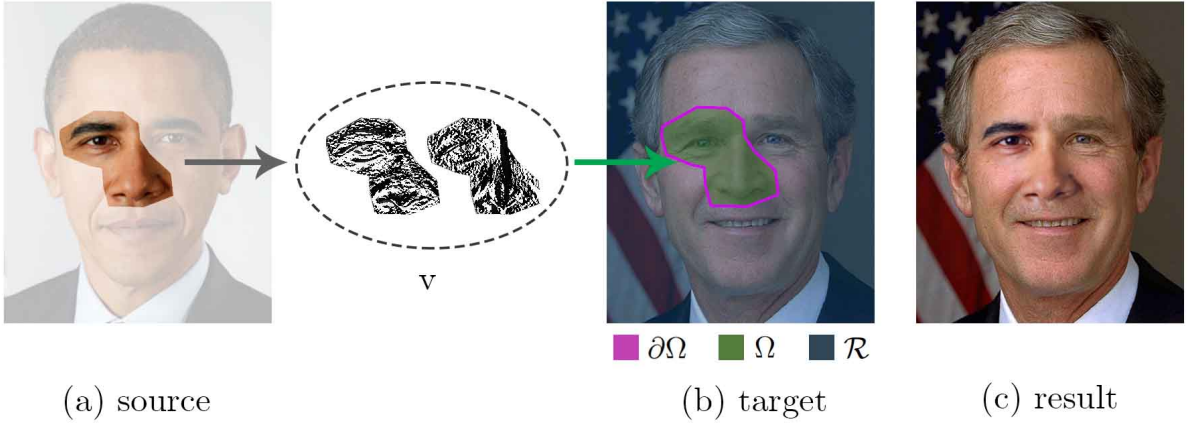 v
∂Ω Ω ℛ
(a) source
(b) target
(c) result